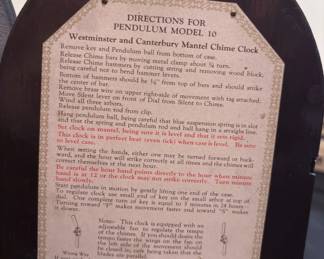 DIRECTIONS FOR
PENDULUM MODEL 10
Westminster and Canterbury Mantel Chime Clock
Remove key and Pendulum ball from bottom of case.
Release Chime bars by moving metal clamp about ¼ turn.
Release Chime hammers by cutting string and removing wood block,
being careful not to bend hammer levers.
Bottom of hammers should be from top of bars and should strike
the center of bar.
Remove brass wire on upper right-side of movement with tag attached.
Move Silent lever on front of Dial from Silent to Chime.
Wind all three arbors.
Release pendulum rod from clip.
Hang pendulum ball, being careful that blue suspension spring is in slot
and that the spring and pendulum rod and ball hang in a straight line.
Set clock on mantel, being sure it is level and that it sets rigid.
This clock is in perfect beat (even tick) when case is level. Be sure
to level case.
When setting the hands, either one may be turned forward or back-
ward, and the hour will strike correctly at all times and the chimes will
correct themselves at the next hour.
Be careful the hour hand points directly to the hour when minute
hand is at 12 or the clock may not strike correctly. Turn minute
hand slowly.
Start pendulum in motion by gently lifting one end of the case.
To regulate clock use small end of key on the small arbor at top of
dial. One complete turn of key is equal to 1 minute in 24 hours
Turning toward "F" makes movement faster and toward "S" makes
it slower.
Note:— This clock is equipped with an
adjustable fan to regulate the tempo
of the chimes. If you should desire the
tempo faster the wings on the fan on
the left side of the movement should
be closed in, care being taken that the
blades are parallel.
Wrong Way